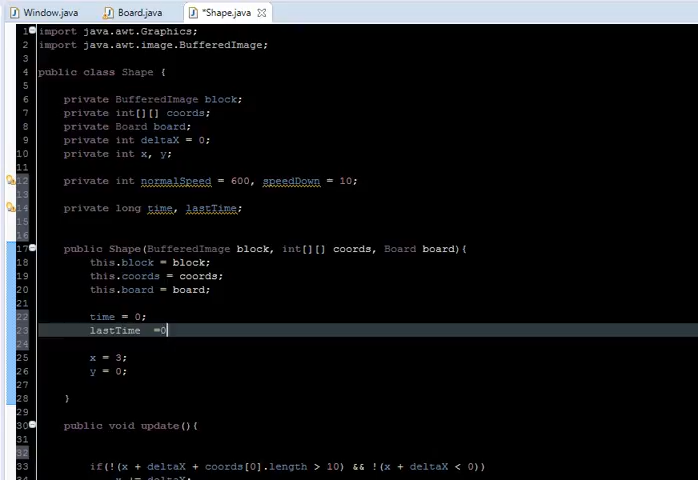 Window.java Board.java *Shape.java
1 import java.awt.Graphics;
2 import java.awt.image.BufferedImage;
3
4 public class Shape {
5
6 private BufferedImage block;
7 private int[][] coords;
8 private Board board;
9 private int deltaX = 0;
10 private int x, y;
11
12 private int normalSpeed = 600, speedDown = 10;
13
14 private long time, lastTime;
15
16
17 public Shape(BufferedImage block, int[][] coords, Board board){
18 this.block = block;
19 this.coords = coords;
20 this.board = board;
21
22 time = 0;
23 lastTime =0
24
25 x = 3;
26 y = 0;
27
28 }
29
30 public void update(){
31
32
33 if(!(x + deltaX + coords[0].length > 10) && !(x + deltaX < 0))
34 x += deltaX;